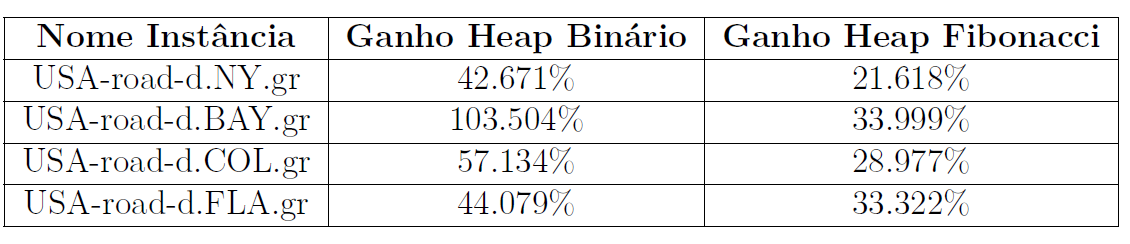 Nome Instância Ganho Heap Binário Ganho Heap Fibonacci
USA-road-d.NY.gr 42.671% 21.618%
USA-road-d.BAY.gr 103.504% 33.999%
USA-road-d.COL.gr 57.134% 28.977%
USA-road-d.FLA.gr 44.079% 33.322%